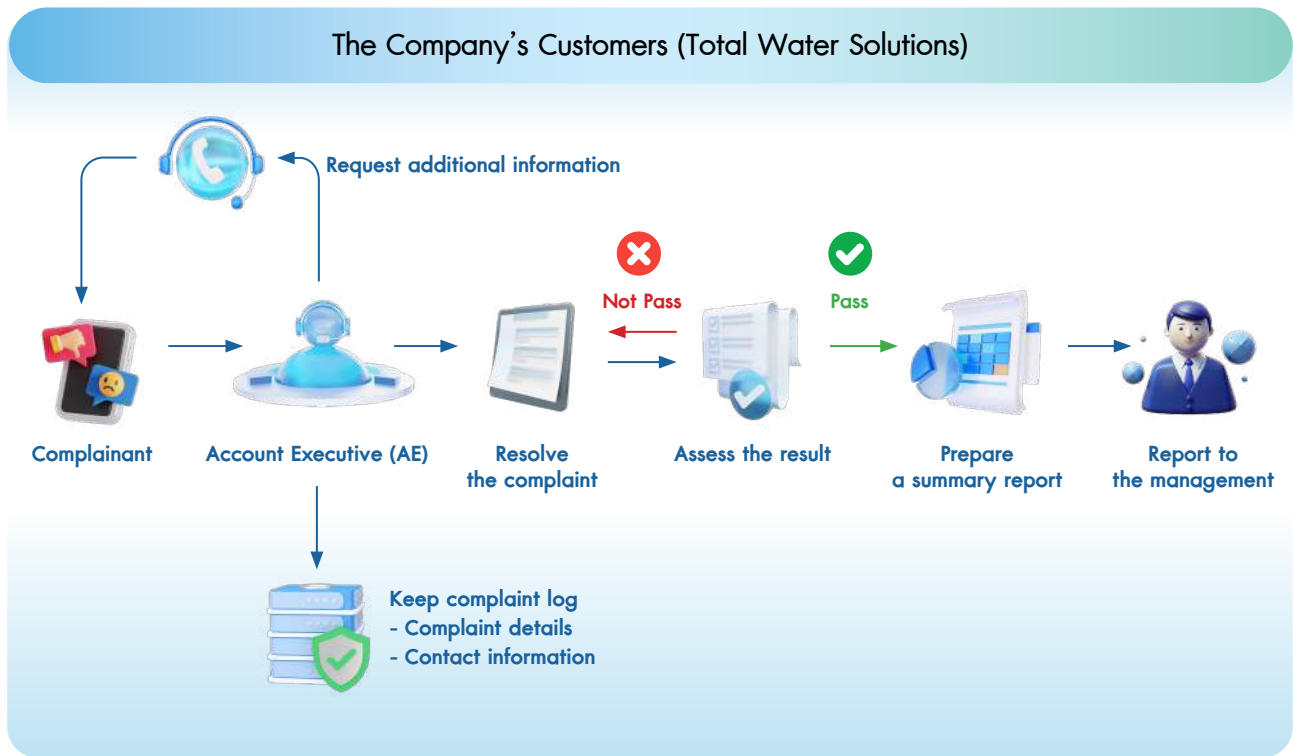 The Company’s Customers (Total Water Solutions)
Request additional information
Not Pass
Pass
Complainant
Account Executive (AE)
Resolve
the complaint
Assess the result
Prepare
a summary report
Report to
the management
Keep complaint log
- Complaint details
- Contact information